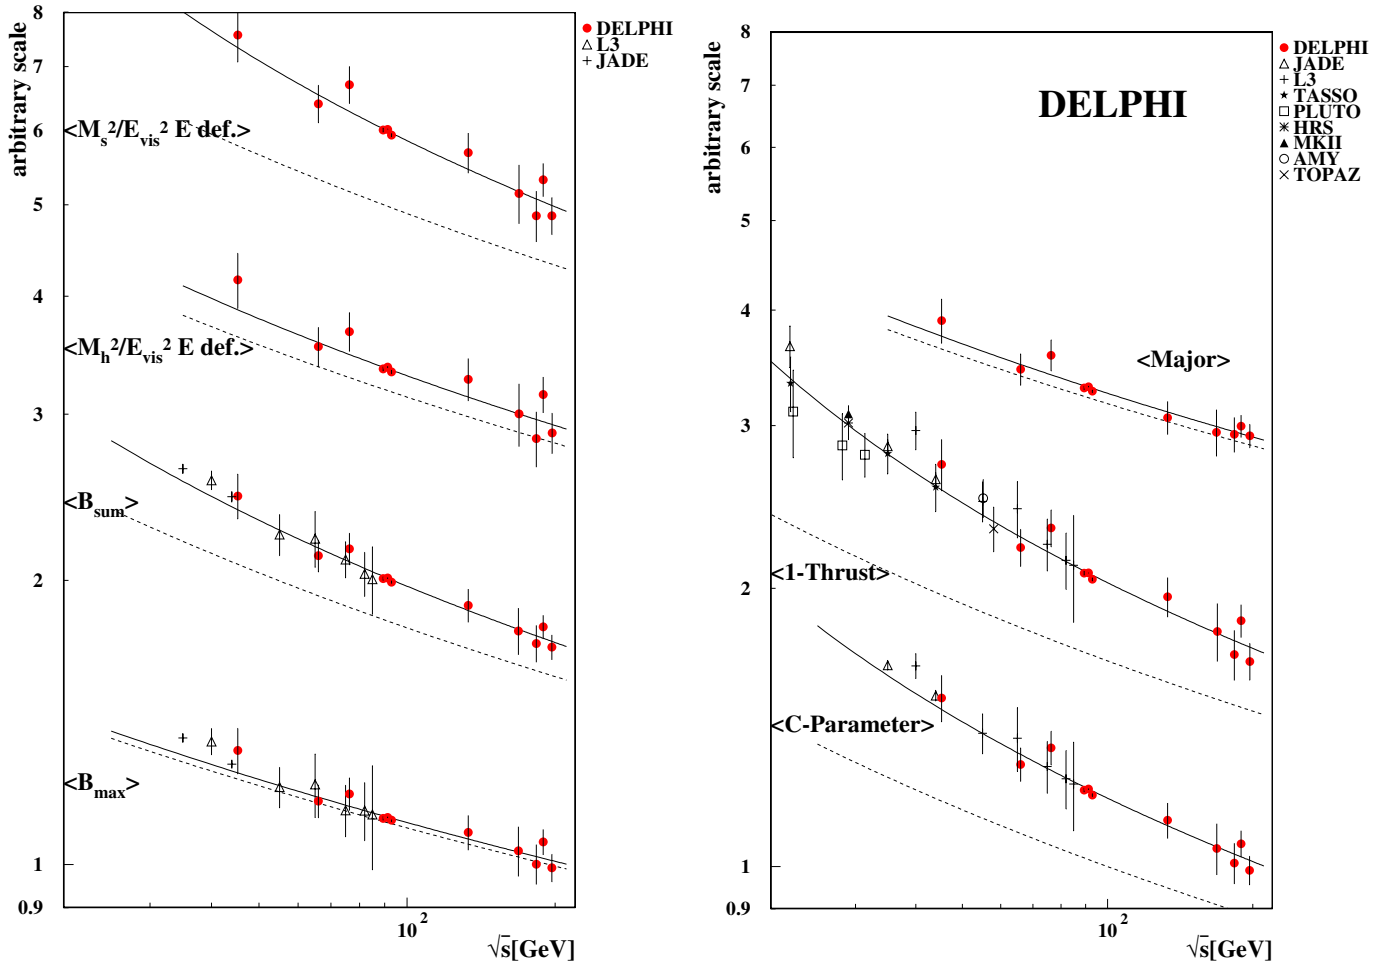 arbitrary scale
8
7
6
5
4
3
2
1
0.9
<M_s^2/E_vis^2 E def.>
<M_h^2/E_vis^2 E def.>
<B_sum>
<B_max>
DELPHI
L3
JADE
10^2
√s[GeV]
arbitrary scale
8
7
6
5
4
3
2
1
0.9
DELPHI
<Major>
<1-Thrust>
<C-Parameter>
DELPHI
JADE
L3
TASSO
PLUTO
HRS
MKII
AMY
TOPAZ
10^2
√s[GeV]